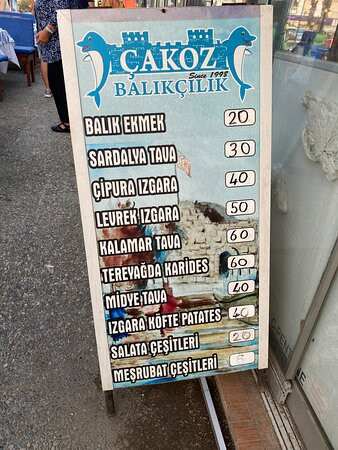 ÇAKOZ
Since 1998
BALIKÇILIK
BALIK EKMEK 20
SARDALYA TAVA 30
ÇİPURA IZGARA 40
LEVREK IZGARA 50
KALAMAR TAVA 60
TEREYAĞDA KARİDES 60
MİDYE TAVA 40
IZGARA KÖFTE PATATES 40
SALATA ÇEŞİTLERİ 20
MEŞRUBAT ÇEŞİTLERİ 8